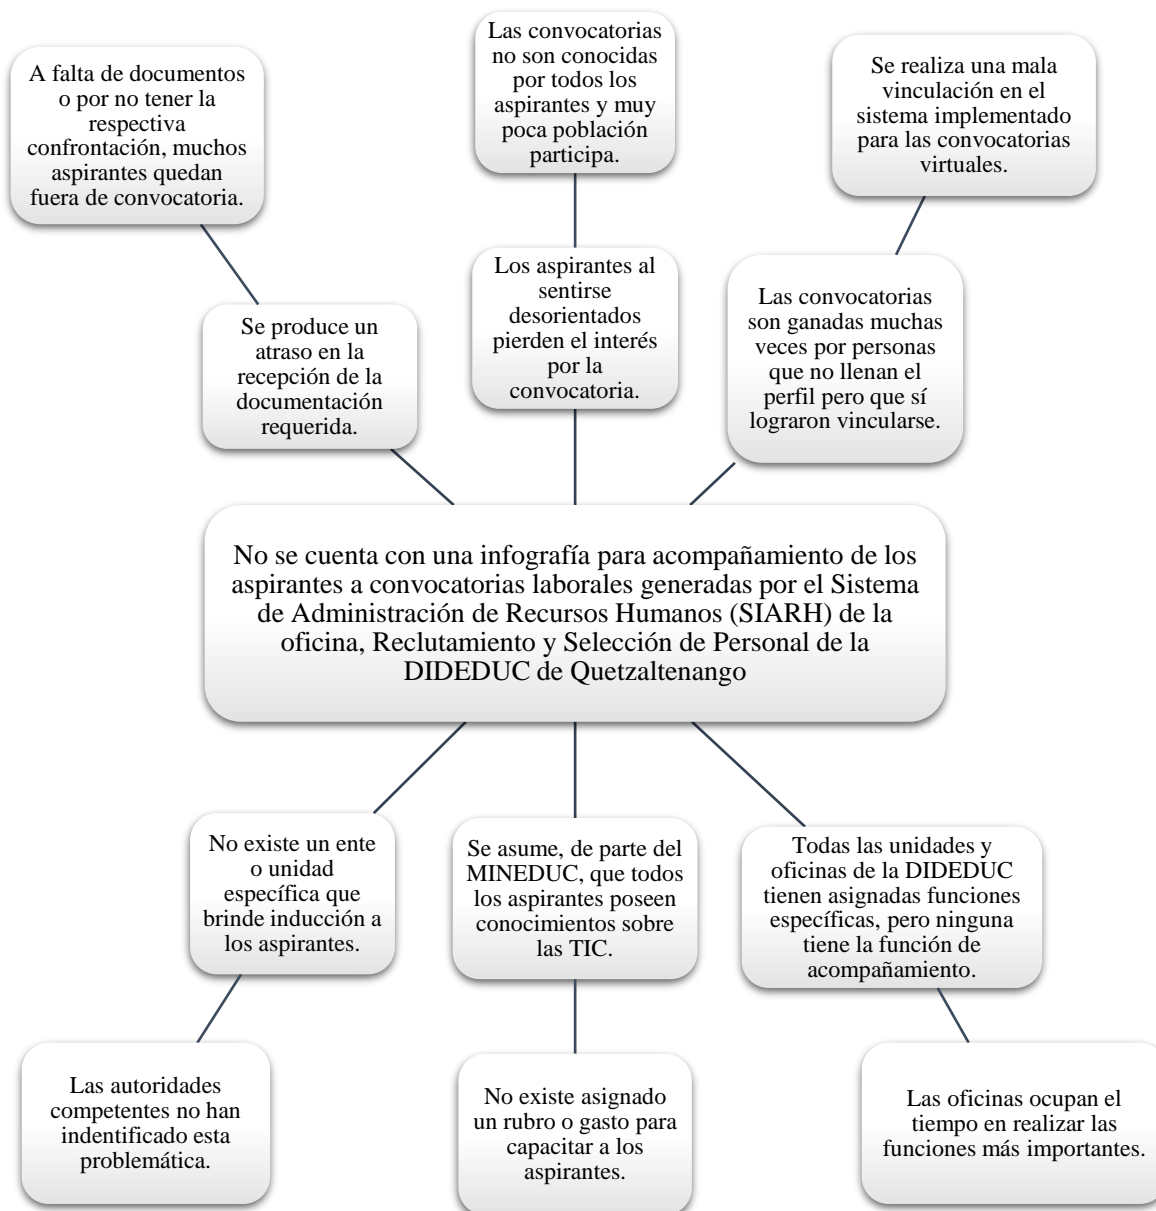 A falta de documentos
o por no tener la
respectiva
confrontación, muchos
aspirantes quedan
fuera de convocatoria.
Las convocatorias
no son conocidas
por todos los
aspirantes y muy
poca población
participa.
Se realiza una mala
vinculación en el
sistema implementado
para las convocatorias
virtuales.
Se produce un
atraso en la
recepción de la
documentación
requerida.
Los aspirantes al
sentirse
desorientados
pierden el interés
por la
convocatoria.
Las convocatorias
son ganadas muchas
veces por personas
que no llenan el
perfil pero que sí
lograron vincularse.
No se cuenta con una infografía para acompañamiento de los
aspirantes a convocatorias laborales generadas por el Sistema
de Administración de Recursos Humanos (SIARH) de la
oficina, Reclutamiento y Selección de Personal de la
DIDEDUC de Quetzaltenango
No existe un ente
o unidad
específica que
brinde inducción a
los aspirantes.
Se asume, de parte del
MINEDUC, que todos
los aspirantes poseen
conocimientos sobre
las TIC.
Todas las unidades y
oficinas de la DIDEDUC
tienen asignadas funciones
específicas, pero ninguna
tiene la función de
acompañamiento.
Las autoridades
competentes no han
indentificado esta
problemática.
No existe asignado
un rubro o gasto para
capacitar a los
aspirantes.
Las oficinas ocupan el
tiempo en realizar las
funciones más importantes.